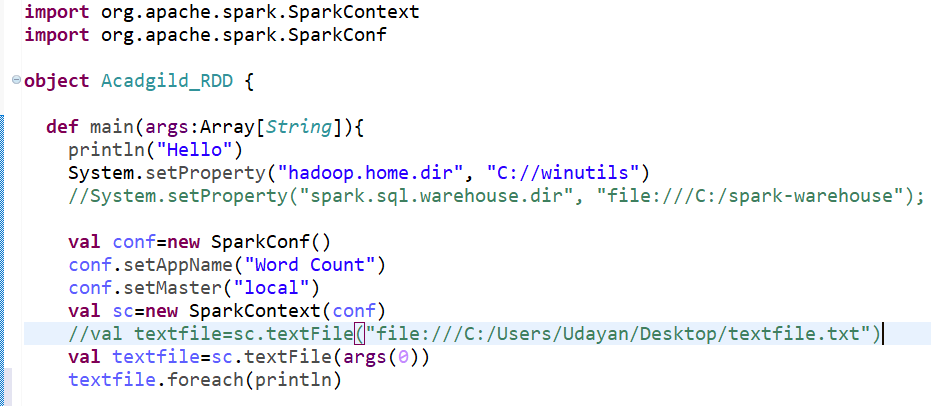 import org.apache.spark.SparkContext
import org.apache.spark.SparkConf
object Acadgild_RDD {
def main(args:Array[String]){
println("Hello")
System.setProperty("hadoop.home.dir", "C://winutils")
//System.setProperty("spark.sql.warehouse.dir", "file:///C:/spark-warehouse");
val conf=new SparkConf()
conf.setAppName("Word Count")
conf.setMaster("local")
val sc=new SparkContext(conf)
//val textfile=sc.textFile("file:///C:/Users/Udayan/Desktop/textfile.txt")
val textfile=sc.textFile(args(0))
textfile.foreach(println)